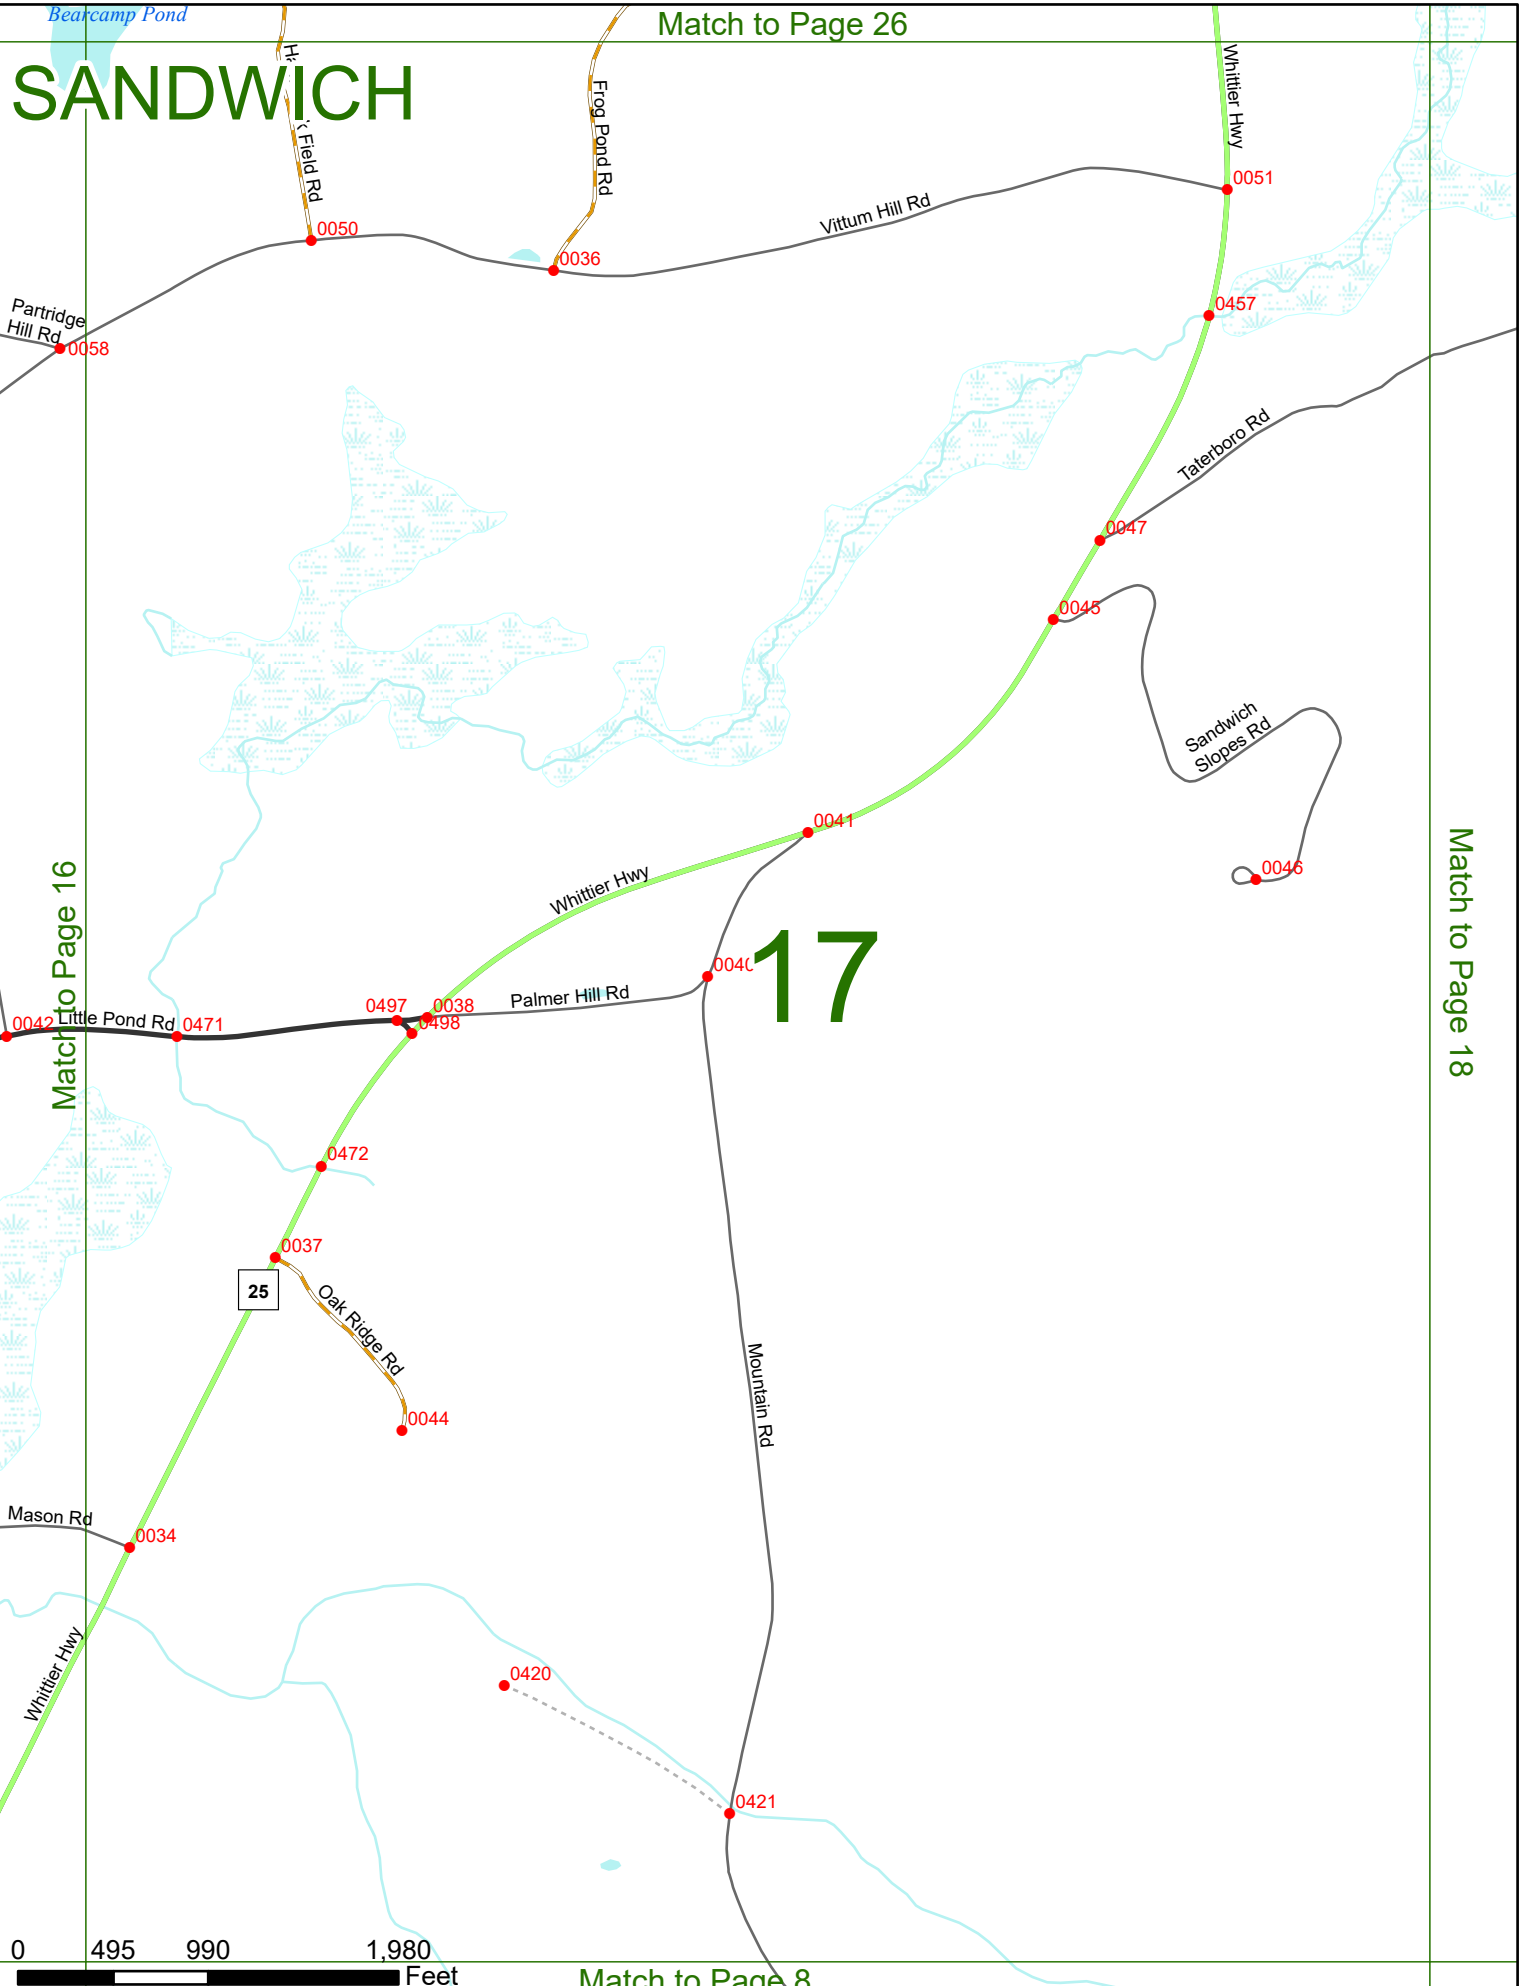 Bearcamp Pond
Match to Page 26
SANDWICH
Field Rd
Frog Pond Rd
Whittier Hwy
0051
Vittum Hill Rd
0050
0036
Partridge
Hill Rd
0058
0457
Taterboro Rd
0047
0045
Sandwich
Slopes Rd
0041
0046
Whittier Hwy
Match to Page 16
Match to Page 18
17
0040
Palmer Hill Rd
0497
0038
0498
0042
Little Pond Rd
0471
0472
0037
25
Oak Ridge Rd
0044
Mountain Rd
Mason Rd
0034
Whittier Hwy
0420
0421
0 495 990 1,980
Feet
Match to Page 8